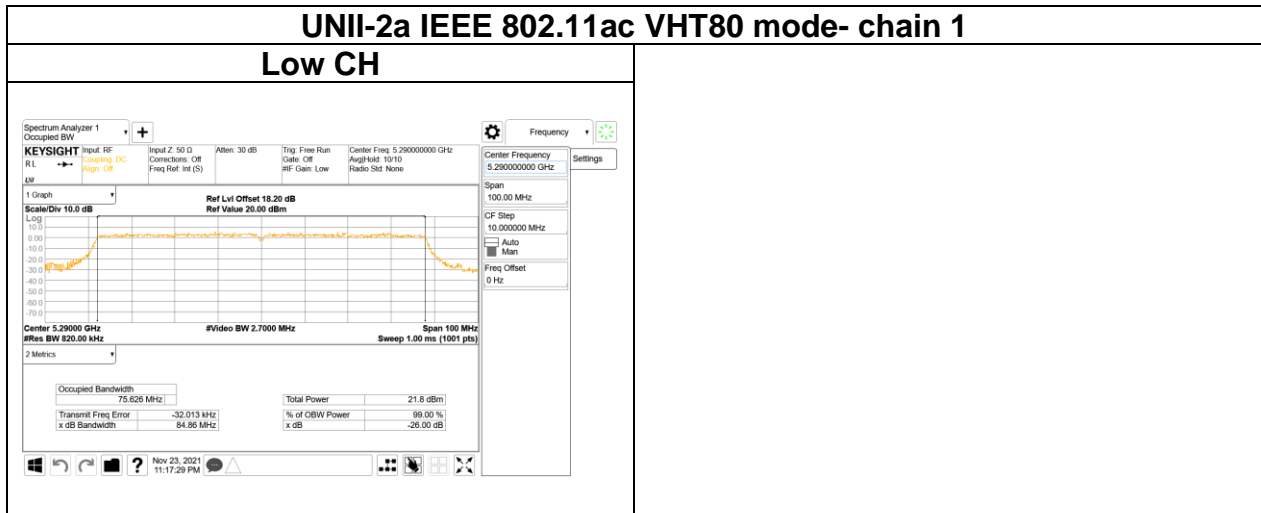 UNII-2a IEEE 802.11ac VHT80 mode- chain 1
Low CH
Spectrum Analyzer 1
Occupied BW
Frequency
Settings
KEYSIGHT
RL
Input: RF
Coupling: DC
Align: Off
Input Z: 50 Ω
Corrections: Off
Freq Ref: Int (S)
Atten: 30 dB
Trig: Free Run
Gate: Off
#IF Gain: Low
Center Freq: 5.290000000 GHz
Avg|Hold: 10/10
Radio Std: None
Center Frequency
5.290000000 GHz
Span
100.00 MHz
CF Step
10.000000 MHz
Auto
Man
Freq Offset
0 Hz
1 Graph
Scale/Div 10.0 dB
Ref Lvl Offset 18.20 dB
Ref Value 20.00 dBm
Log
10.0
0.00
-10.0
-20.0
-30.0
-40.0
-50.0
-60.0
-70.0
Center 5.29000 GHz
#Res BW 820.00 kHz
#Video BW 2.7000 MHz
Span 100 MHz
Sweep 1.00 ms (1001 pts)
2 Metrics
Occupied Bandwidth
75.626 MHz
Transmit Freq Error -32.013 kHz
x dB Bandwidth 84.86 MHz
Total Power 21.8 dBm
% of OBW Power 99.00 %
x dB -26.00 dB
?
Nov 23, 2021
11:17:29 PM